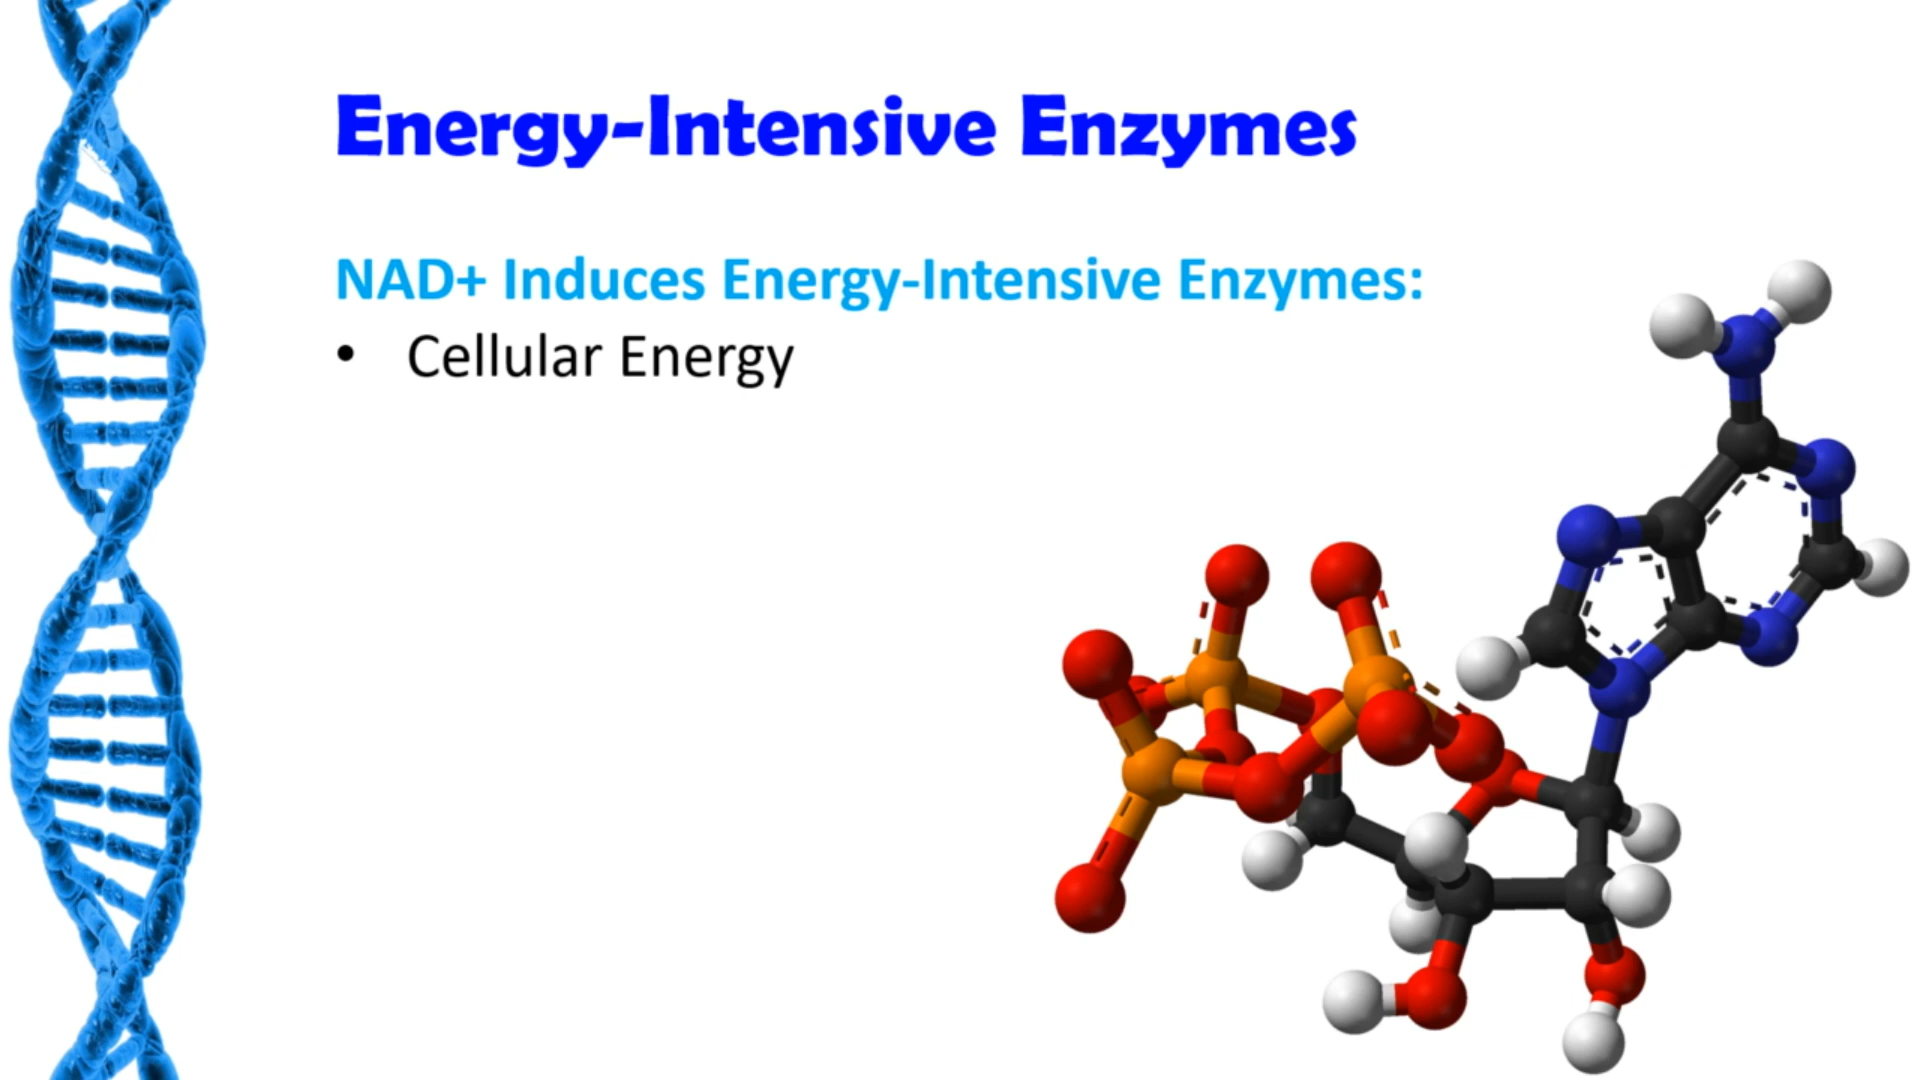 Energy-Intensive Enzymes
NAD+ Induces Energy-Intensive Enzymes:
• Cellular Energy